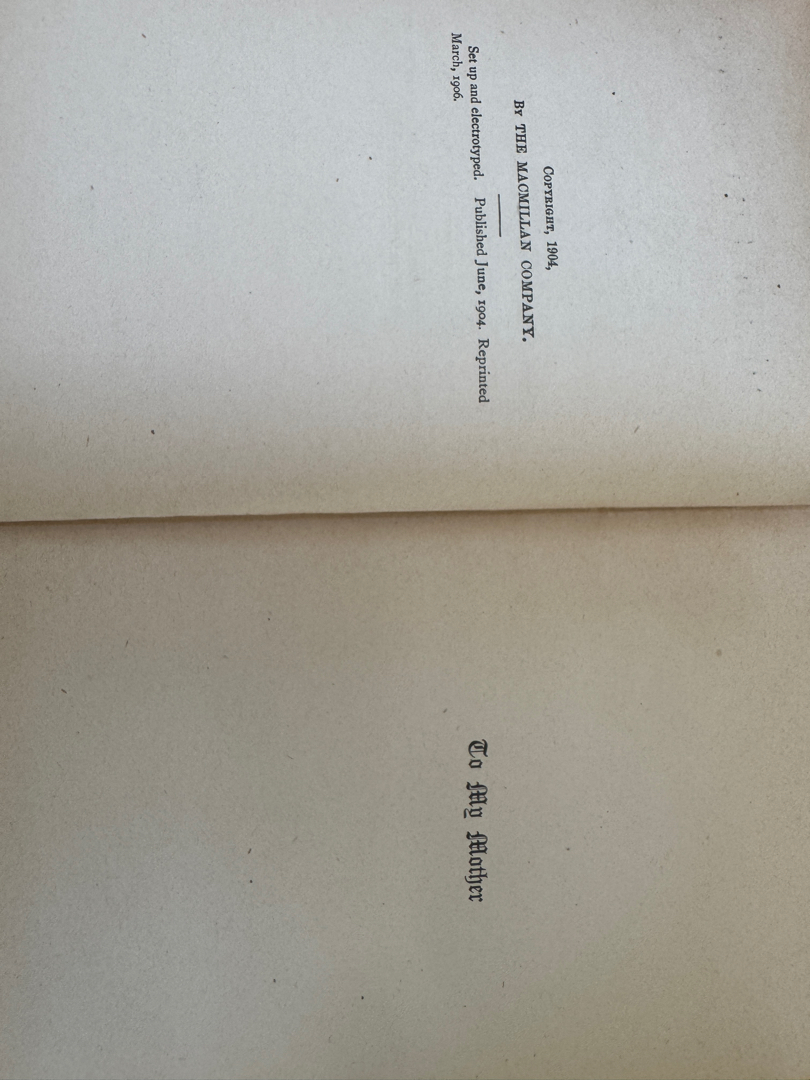 Copyright, 1904,
By THE MACMILLAN COMPANY.
Set up and electrotyped. Published June, 1904. Reprinted
March, 1906.
To My Mother